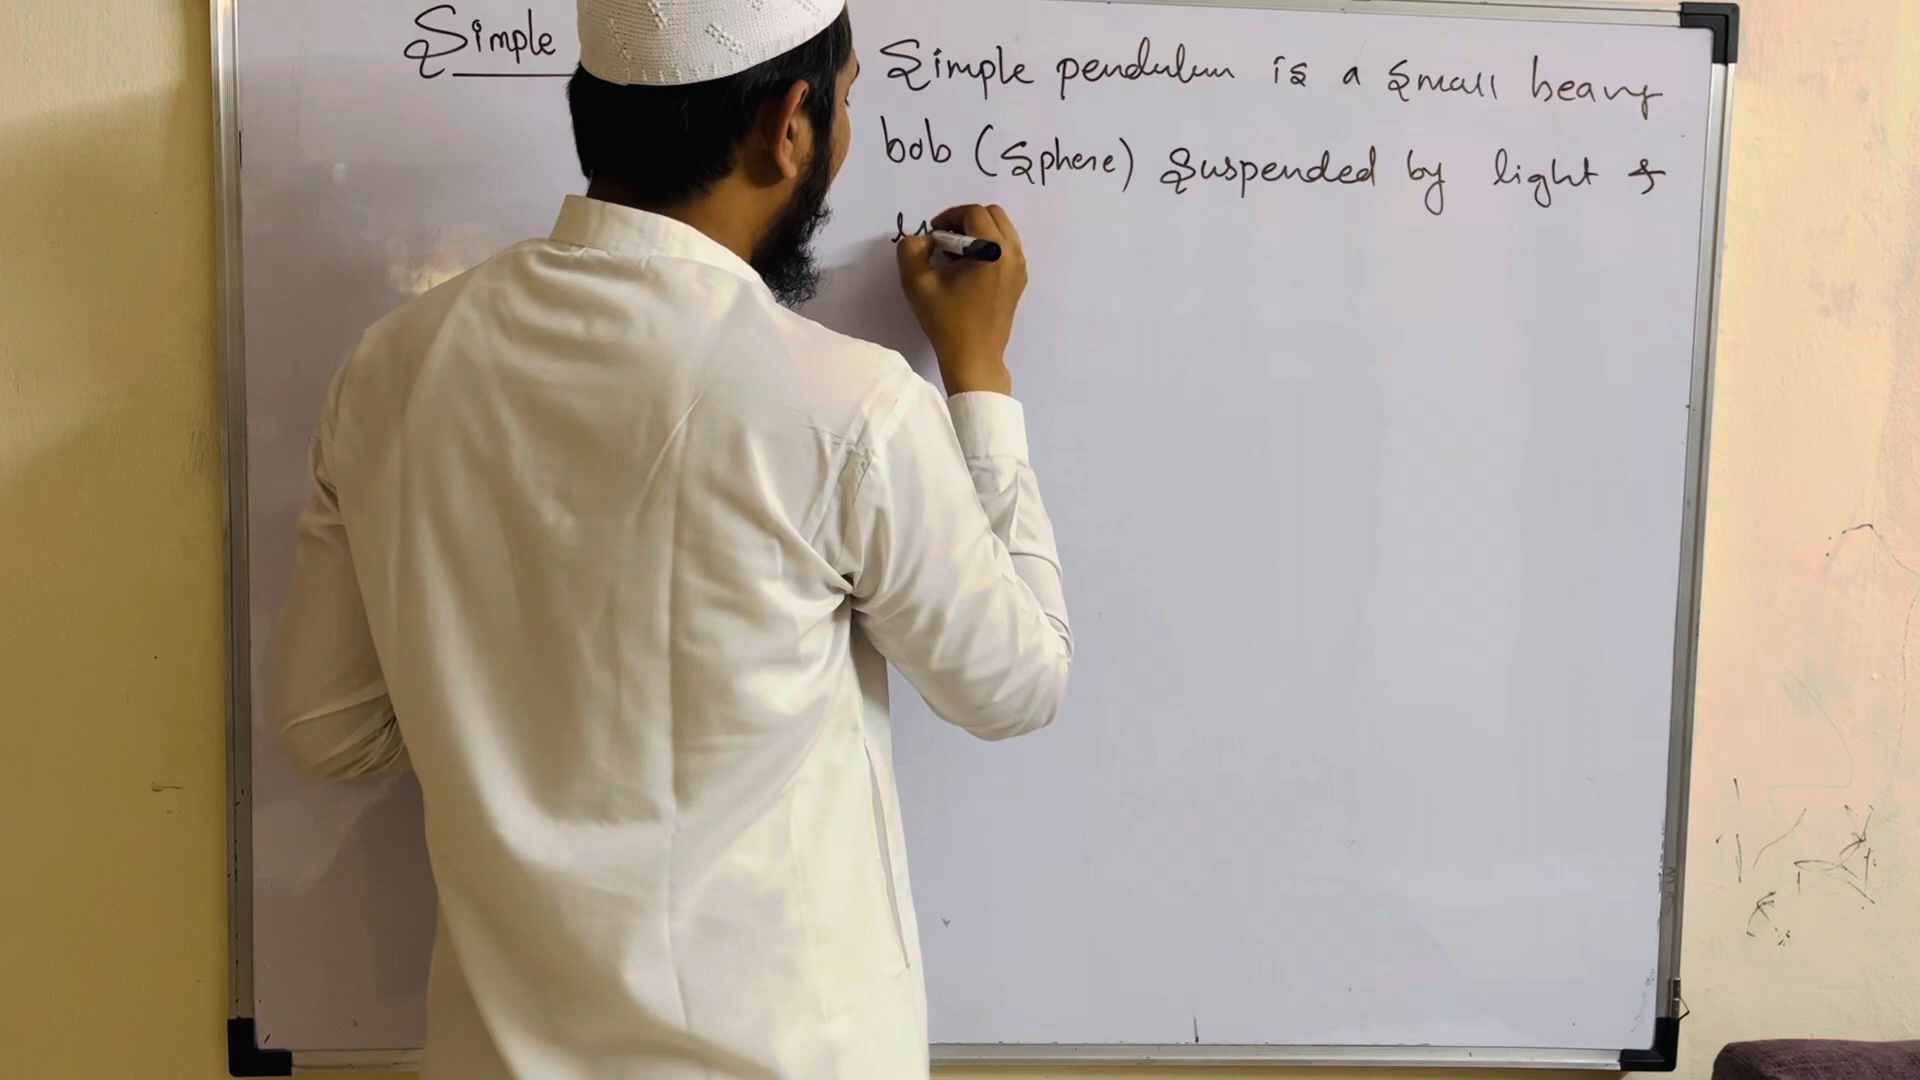 Simple
Simple pendulum is a small heavy
bob (Sphere) suspended by light &